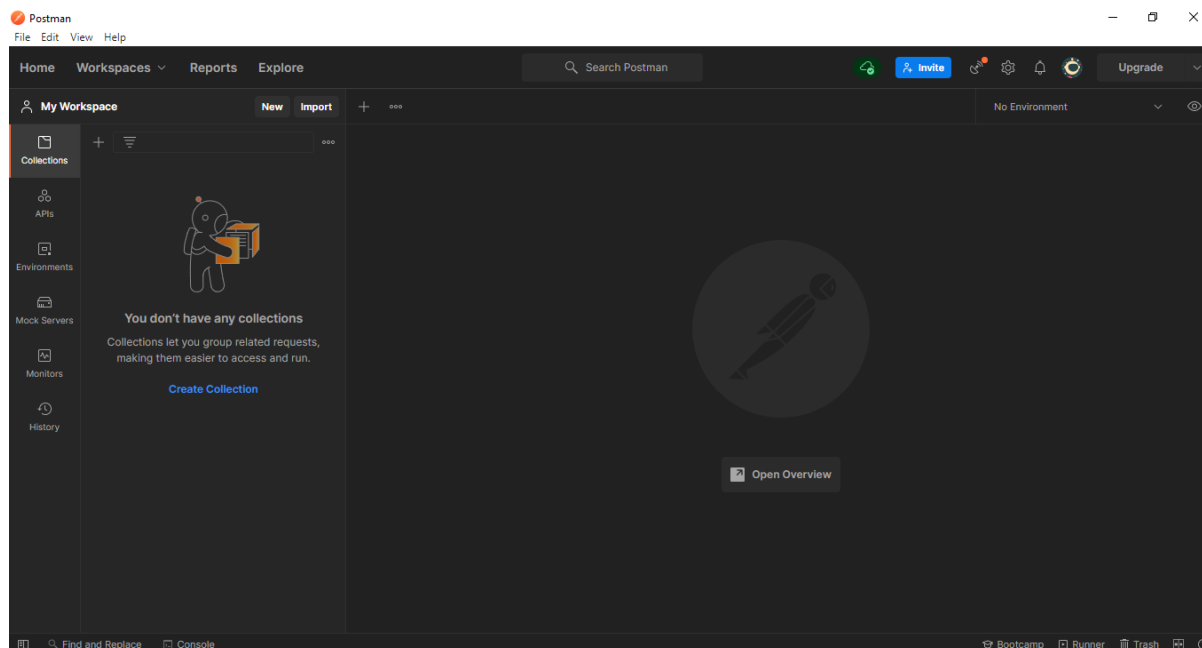 Postman
File Edit View Help
Home Workspaces Reports Explore Search Postman Invite Upgrade
My Workspace New Import No Environment
Collections
APIs
Environments
Mock Servers
Monitors
History
You don't have any collections
Collections let you group related requests,
making them easier to access and run.
Create Collection
Open Overview
Find and Replace Console Bootcamp Runner Trash